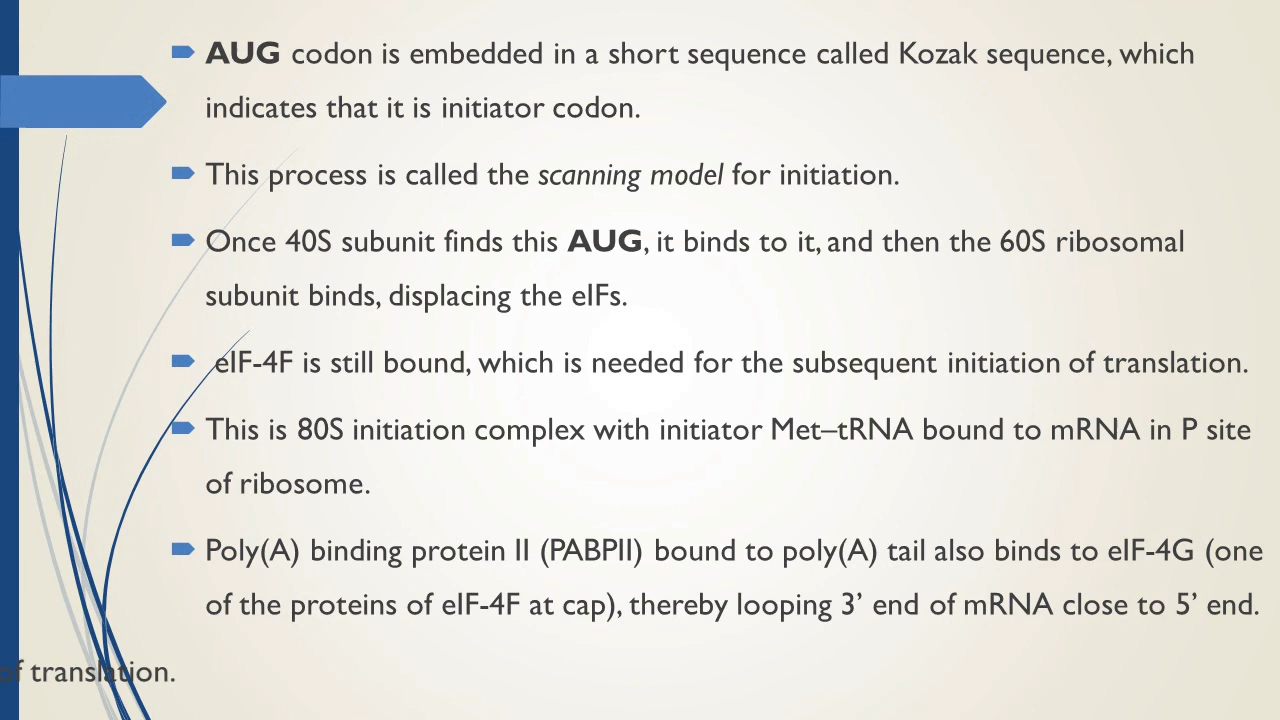 AUG codon is embedded in a short sequence called Kozak sequence, which
indicates that it is initiator codon.
This process is called the scanning model for initiation.
Once 40S subunit finds this AUG, it binds to it, and then the 60S ribosomal
subunit binds, displacing the eIFs.
eIF-4F is still bound, which is needed for the subsequent initiation of translation.
This is 80S initiation complex with initiator Met–tRNA bound to mRNA in P site
of ribosome.
Poly(A) binding protein II (PABPII) bound to poly(A) tail also binds to eIF-4G (one
of the proteins of eIF-4F at cap), thereby looping 3’ end of mRNA close to 5’ end.
of translation.